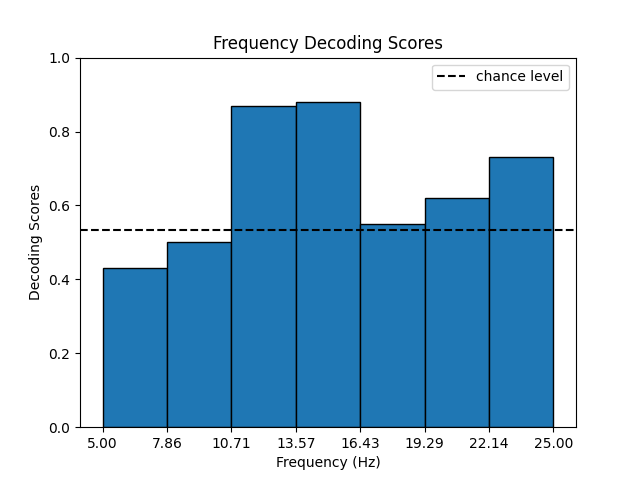 Frequency Decoding Scores
chance level
Decoding Scores
1.0
0.8
0.6
0.4
0.2
0.0
5.00 7.86 10.71 13.57 16.43 19.29 22.14 25.00
Frequency (Hz)